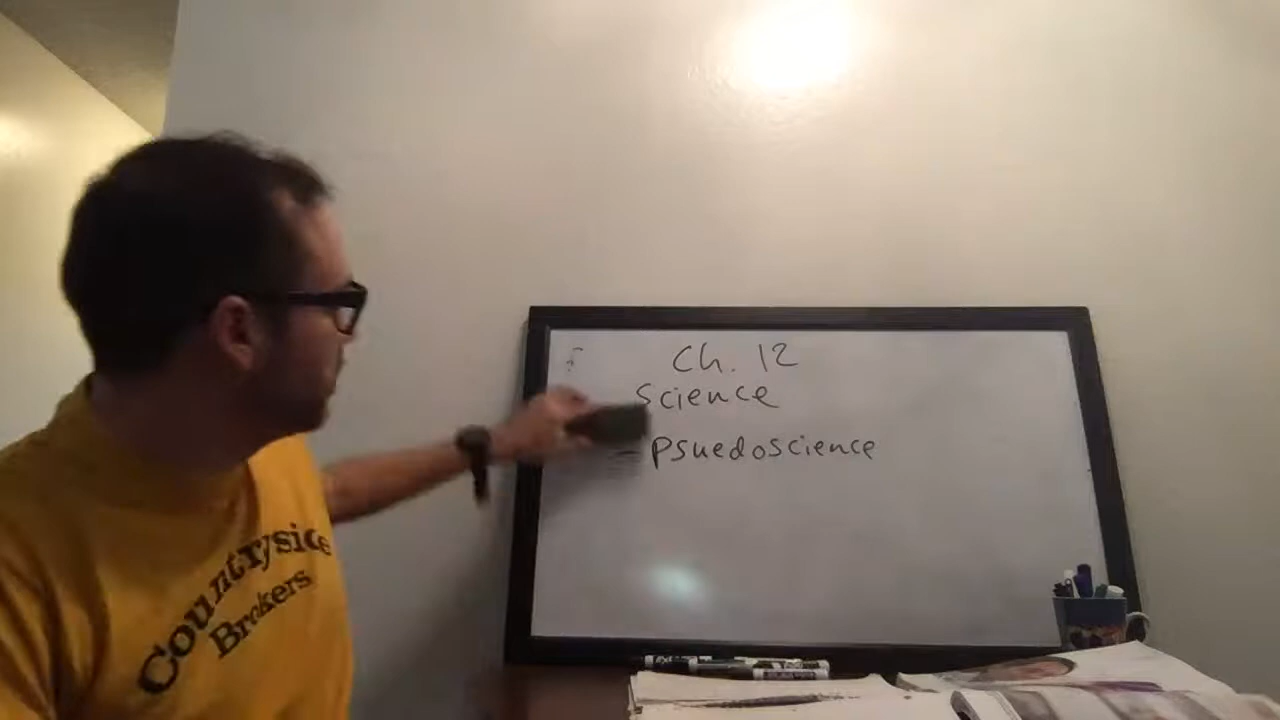 Ch. 12
Science
- psuedoscience
Countryside
Brokers